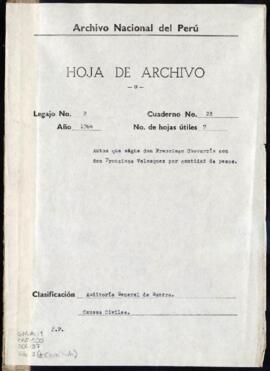 Archivo Nacional del Perú
HOJA DE ARCHIVO
Legajo No. 2 Cuaderno No. 22
Año 1764 No. de hojas útiles 7
Autos que sigue don Francisco Chavarría con
don Francisco Velasquez por cantidad de pesos.
Clasificación Auditoría General de Guerra.
Causas Civiles.